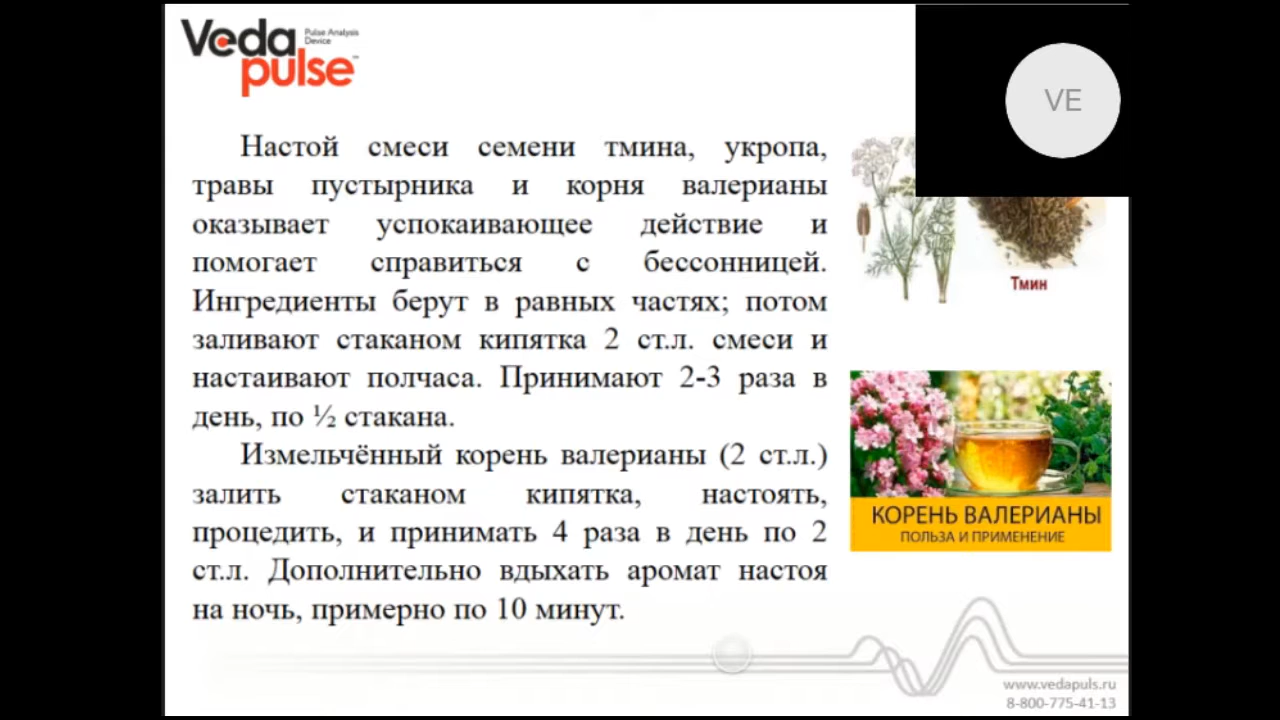 Veda
Pulse Analysis
Device
pulse
VE
Настой смеси семени тмина, укропа,
травы пустырника и корня валерианы
оказывает успокаивающее действие и
помогает справиться с бессонницей.
Ингредиенты берут в равных частях; потом
заливают стаканом кипятка 2 ст.л. смеси и
настаивают полчаса. Принимают 2-3 раза в
день, по ½ стакана.
Измельчённый корень валерианы (2 ст.л.)
залить стаканом кипятка, настоять,
процедить, и принимать 4 раза в день по 2
ст.л. Дополнительно вдыхать аромат настоя
на ночь, примерно по 10 минут.
Тмин
КОРЕНЬ ВАЛЕРИАНЫ
ПОЛЬЗА И ПРИМЕНЕНИЕ
www.vedapuls.ru
8-800-775-41-13